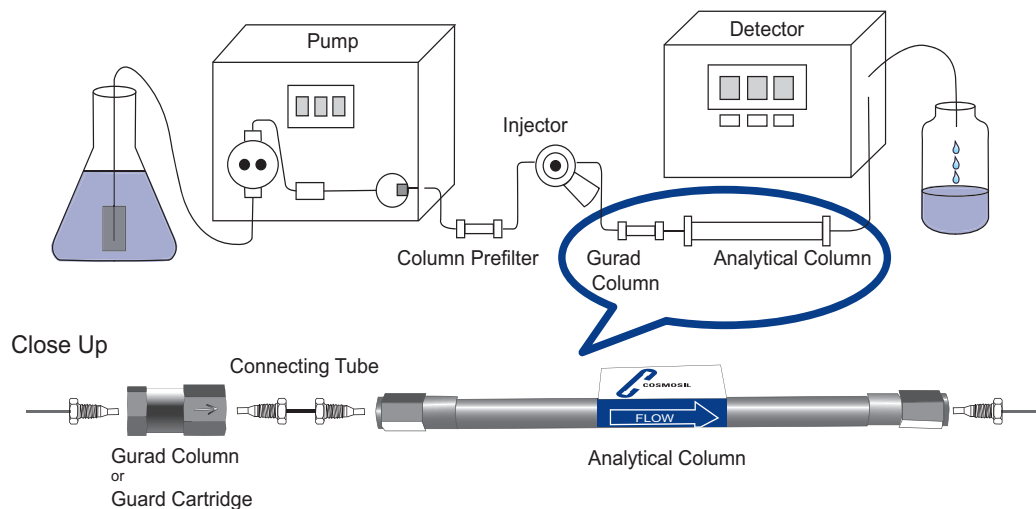 Pump
Detector
Injector
Column Prefilter
Gurad
Column
Analytical Column
Close Up
Connecting Tube
COSMOSIL
FLOW
Gurad Column
or
Guard Cartridge
Analytical Column